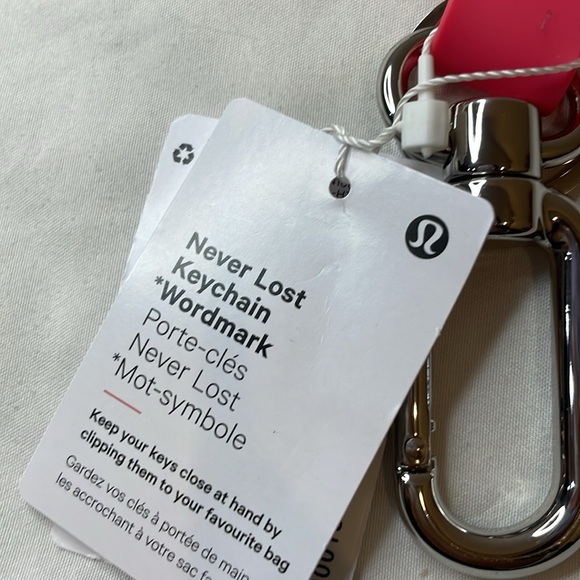 Never Lost
Keychain
*Wordmark
Porte-clés
Never Lost
*Mot-symbole
Keep your keys close at hand by
clipping them to your favourite bag
Gardez vos clés à portée de main
les accrochant à votre sac